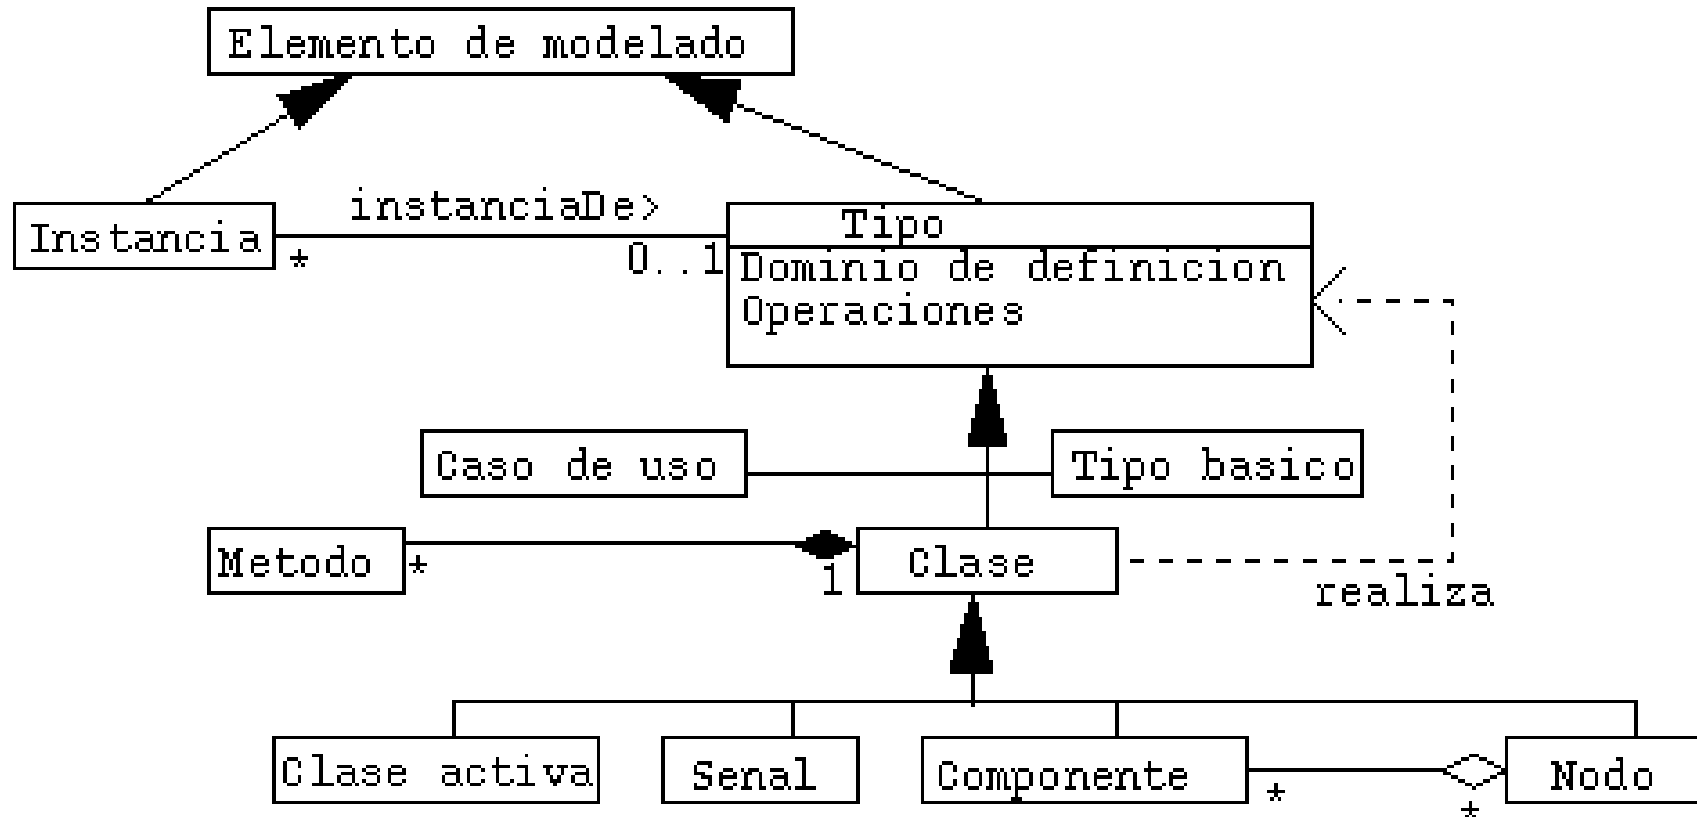 Elemento de modelado
instanciaDe>
Instancia
*
0..1
Tipo
Dominio de definicion
Operaciones
Caso de uso
Tipo basico
Metodo
*
1
Clase
realiza
Clase activa
Senal
Componente
*
*
Nodo